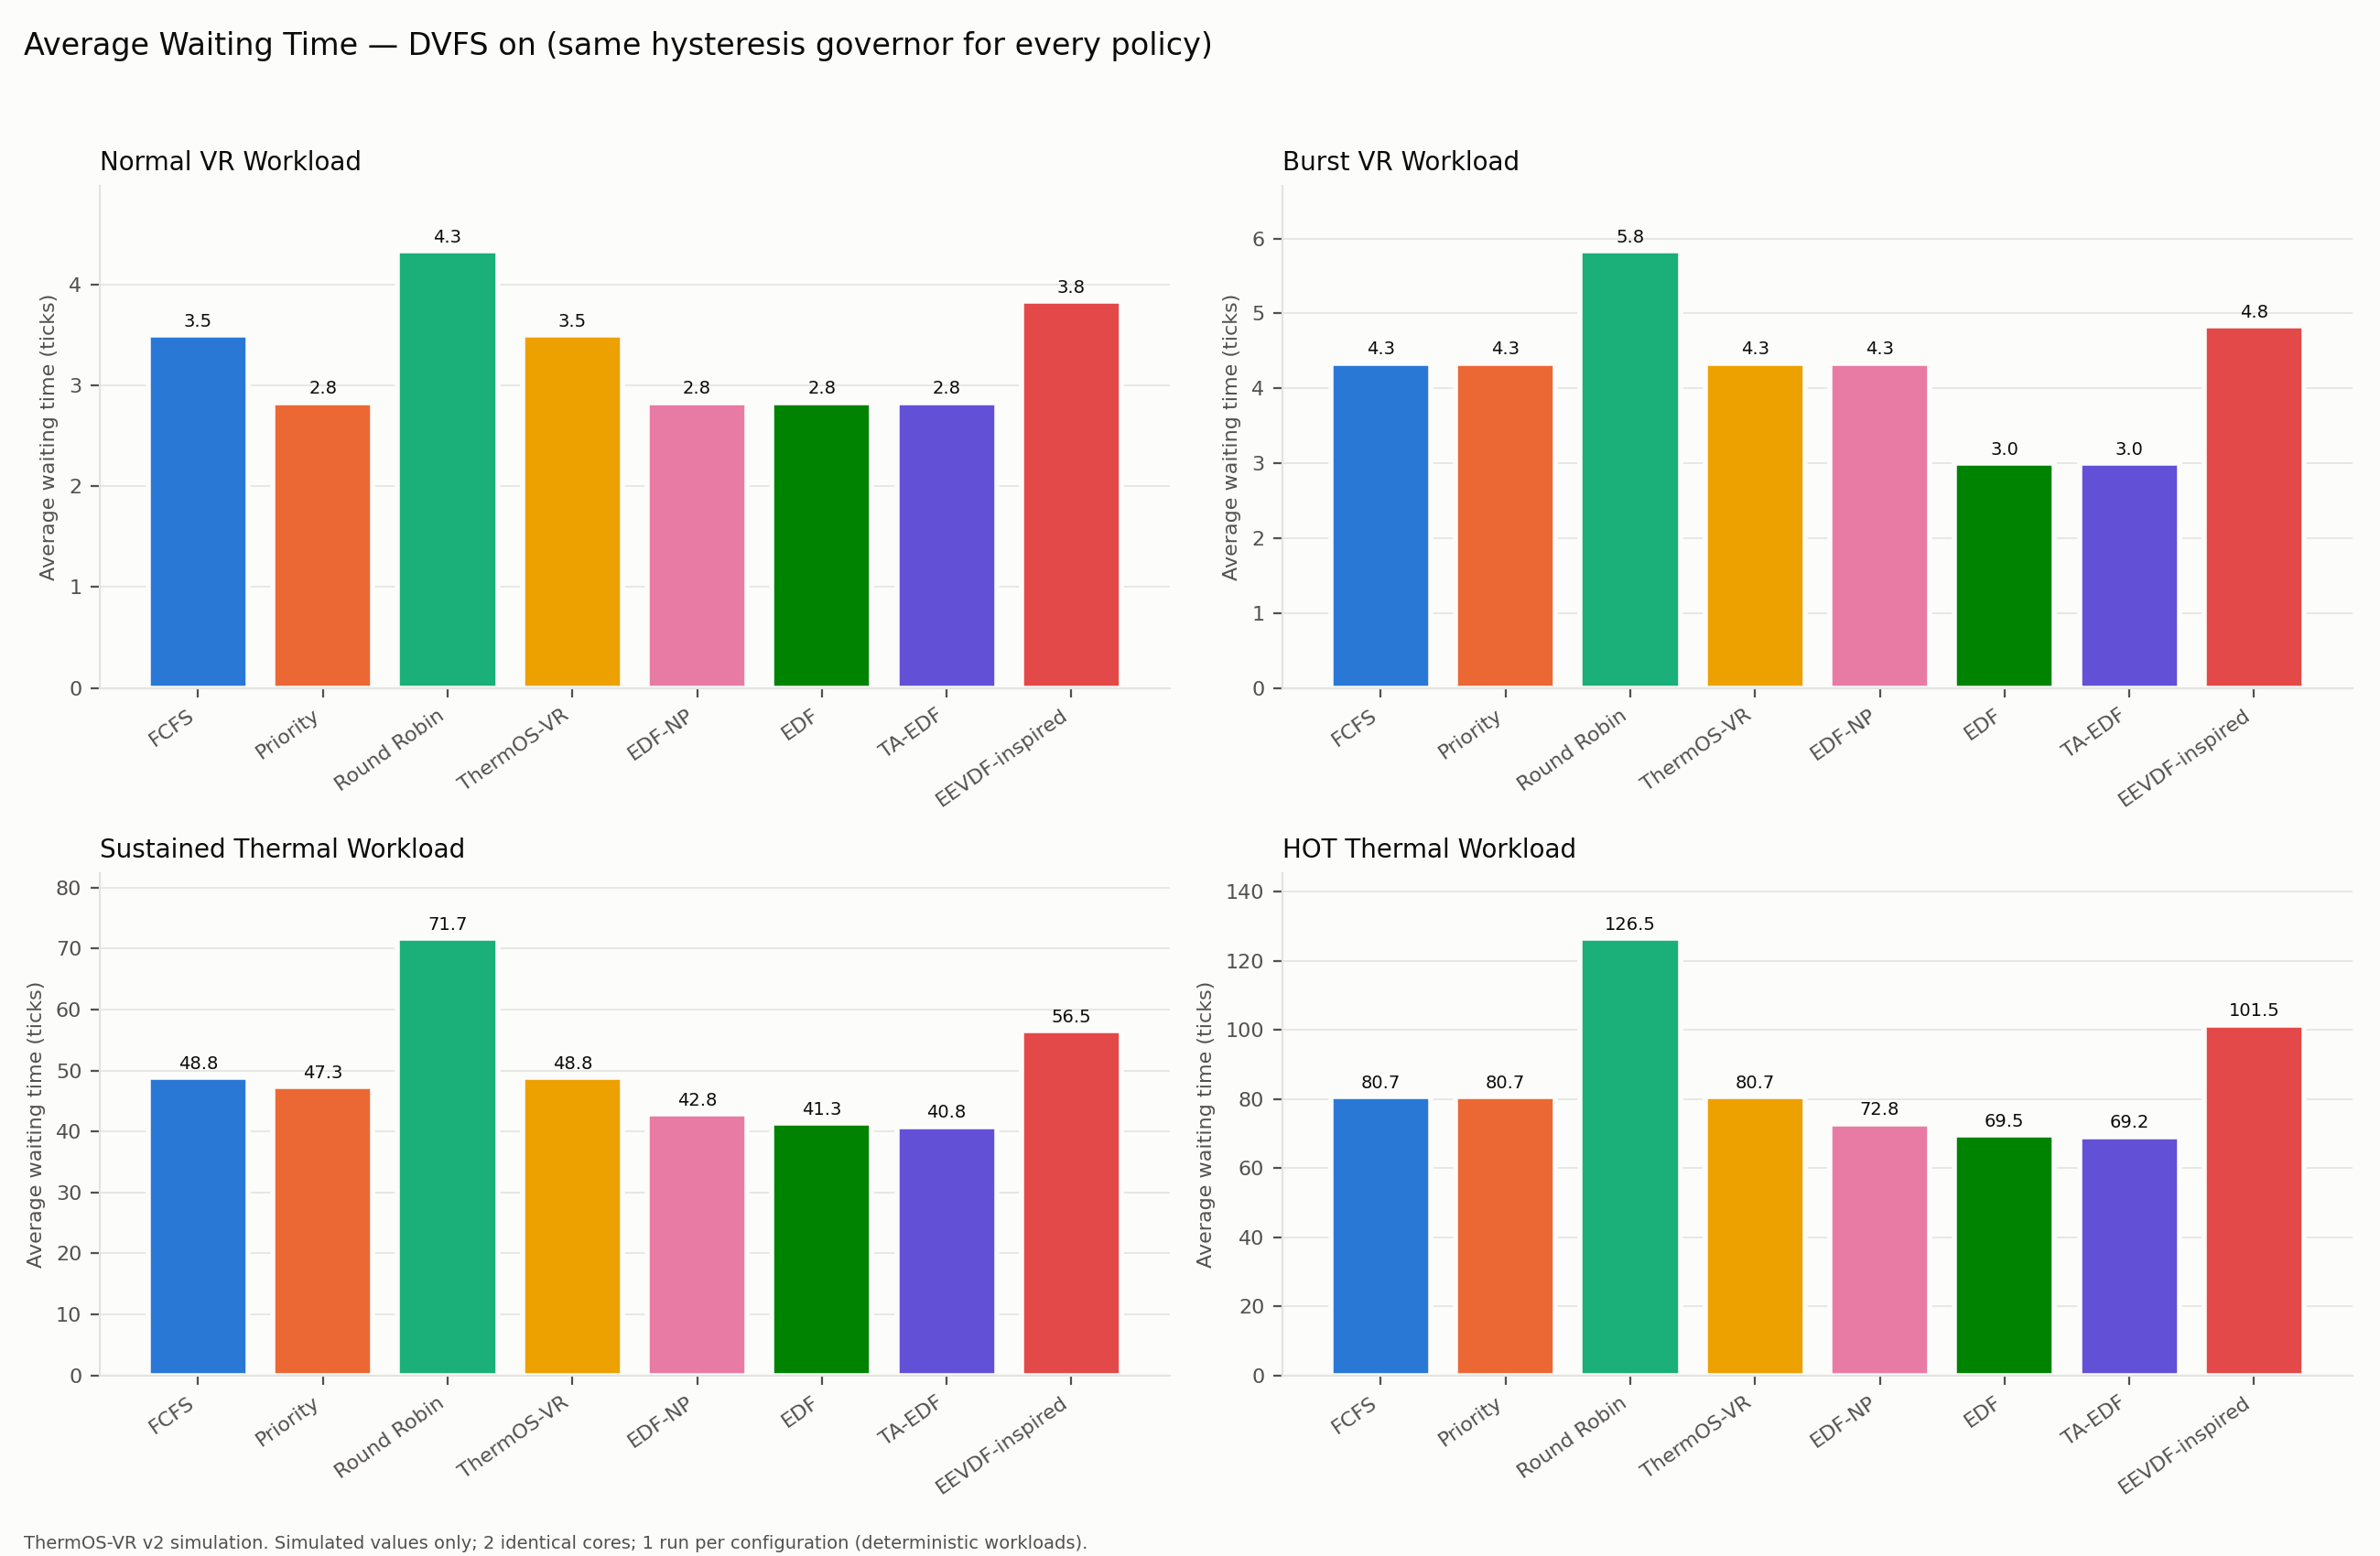 Average Waiting Time — DVFS on (same hysteresis governor for every policy)
Normal VR Workload
Average waiting time (ticks)
4
3
2
1
0
3.5
2.8
4.3
3.5
2.8
2.8
2.8
3.8
FCFS
Priority
Round Robin
ThermOS-VR
EDF-NP
EDF
TA-EDF
EEVDF-inspired
Burst VR Workload
Average waiting time (ticks)
6
5
4
3
2
1
0
4.3
4.3
5.8
4.3
4.3
3.0
3.0
4.8
FCFS
Priority
Round Robin
ThermOS-VR
EDF-NP
EDF
TA-EDF
EEVDF-inspired
Sustained Thermal Workload
Average waiting time (ticks)
80
70
60
50
40
30
20
10
0
48.8
47.3
71.7
48.8
42.8
41.3
40.8
56.5
FCFS
Priority
Round Robin
ThermOS-VR
EDF-NP
EDF
TA-EDF
EEVDF-inspired
HOT Thermal Workload
Average waiting time (ticks)
140
120
100
80
60
40
20
0
80.7
80.7
126.5
80.7
72.8
69.5
69.2
101.5
FCFS
Priority
Round Robin
ThermOS-VR
EDF-NP
EDF
TA-EDF
EEVDF-inspired
ThermOS-VR v2 simulation. Simulated values only; 2 identical cores; 1 run per configuration (deterministic workloads).